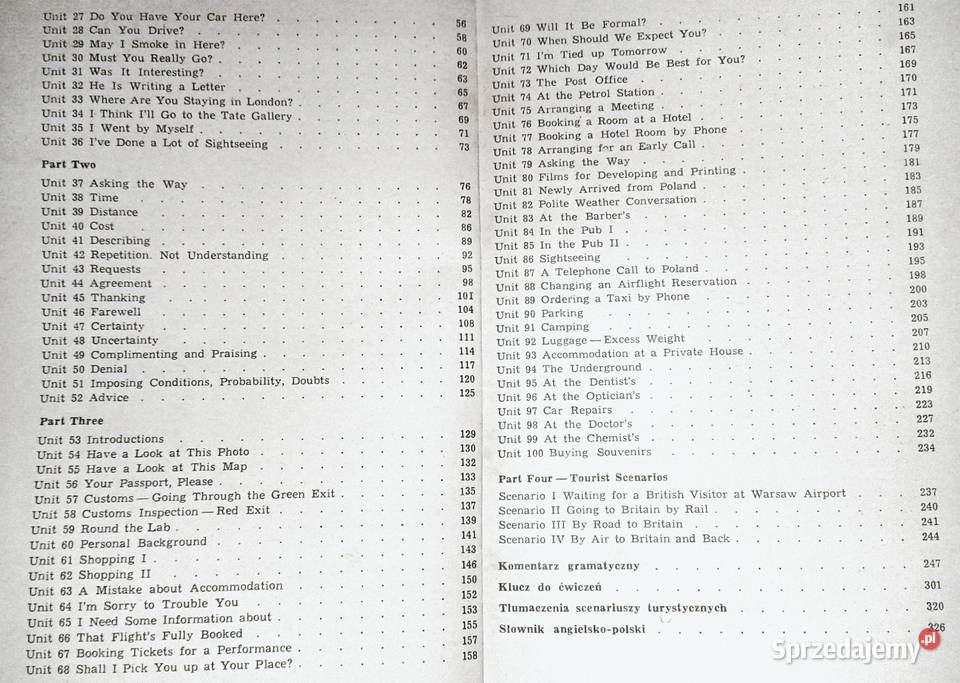 Unit 27 Do You Have Your Car Here? . . . . . . . . 56
Unit 28 Can You Drive? . . . . . . . . 58
Unit 29 May I Smoke in Here? . . . . . . . . 60
Unit 30 Must You Really Go? . . . . . . . . 62
Unit 31 Was It Interesting? . . . . . . . . 63
Unit 32 He Is Writing a Letter . . . . . . . . 65
Unit 33 Where Are You Staying in London? . . . . . . . . 67
Unit 34 I Think I'll Go to the Tate Gallery . . . . . . . . 69
Unit 35 I Went by Myself . . . . . . . . 71
Unit 36 I've Done a Lot of Sightseeing . . . . . . . . 73
Part Two
Unit 37 Asking the Way . . . . . . . . 76
Unit 38 Time . . . . . . . . 78
Unit 39 Distance . . . . . . . . 82
Unit 40 Cost . . . . . . . . 86
Unit 41 Describing . . . . . . . . 89
Unit 42 Repetition. Not Understanding . . . . . . . . 92
Unit 43 Requests . . . . . . . . 95
Unit 44 Agreement . . . . . . . . 98
Unit 45 Thanking . . . . . . . . 101
Unit 46 Farewell . . . . . . . . 104
Unit 47 Certainty . . . . . . . . 108
Unit 48 Uncertainty . . . . . . . . 111
Unit 49 Complimenting and Praising . . . . . . . . 114
Unit 50 Denial . . . . . . . . 117
Unit 51 Imposing Conditions, Probability, Doubts . . . . . . . . 120
Unit 52 Advice . . . . . . . . 125
Part Three
Unit 53 Introductions . . . . . . . . 129
Unit 54 Have a Look at This Photo . . . . . . . . 130
Unit 55 Have a Look at This Map . . . . . . . . 132
Unit 56 Your Passport, Please . . . . . . . . 133
Unit 57 Customs — Going Through the Green Exit . . . . . . . . 135
Unit 58 Customs Inspection — Red Exit . . . . . . . . 137
Unit 59 Round the Lab . . . . . . . . 139
Unit 60 Personal Background . . . . . . . . 141
Unit 61 Shopping I . . . . . . . . 143
Unit 62 Shopping II . . . . . . . . 146
Unit 63 A Mistake about Accommodation . . . . . . . . 150
Unit 64 I'm Sorry to Trouble You . . . . . . . . 152
Unit 65 I Need Some Information about . . . . . . . . 153
Unit 66 That Flight's Fully Booked . . . . . . . . 155
Unit 67 Booking Tickets for a Performance . . . . . . . . 157
Unit 68 Shall I Pick You up at Your Place? . . . . . . . . 158
Unit 69 Will It Be Formal? . . . . . . . . 161
Unit 70 When Should We Expect You? . . . . . . . . 163
Unit 71 I'm Tied up Tomorrow . . . . . . . . 165
Unit 72 Which Day Would Be Best for You? . . . . . . . . 167
Unit 73 The Post Office . . . . . . . . 169
Unit 74 At the Petrol Station . . . . . . . . 170
Unit 75 Arranging a Meeting . . . . . . . . 171
Unit 76 Booking a Room at a Hotel . . . . . . . . 173
Unit 77 Booking a Hotel Room by Phone . . . . . . . . 175
Unit 78 Arranging for an Early Call . . . . . . . . 177
Unit 79 Asking the Way . . . . . . . . 179
Unit 80 Films for Developing and Printing . . . . . . . . 181
Unit 81 Newly Arrived from Poland . . . . . . . . 183
Unit 82 Polite Weather Conversation . . . . . . . . 185
Unit 83 At the Barber's . . . . . . . . 187
Unit 84 In the Pub I . . . . . . . . 189
Unit 85 In the Pub II . . . . . . . . 191
Unit 86 Sightseeing . . . . . . . . 193
Unit 87 A Telephone Call to Poland . . . . . . . . 195
Unit 88 Changing an Airflight Reservation . . . . . . . . 198
Unit 89 Ordering a Taxi by Phone . . . . . . . . 200
Unit 90 Parking . . . . . . . . 203
Unit 91 Camping . . . . . . . . 205
Unit 92 Luggage — Excess Weight . . . . . . . . 207
Unit 93 Accommodation at a Private House . . . . . . . . 210
Unit 94 The Underground . . . . . . . . 213
Unit 95 At the Dentist's . . . . . . . . 216
Unit 96 At the Optician's . . . . . . . . 219
Unit 97 Car Repairs . . . . . . . . 223
Unit 98 At the Doctor's . . . . . . . . 227
Unit 99 At the Chemist's . . . . . . . . 232
Unit 100 Buying Souvenirs . . . . . . . . 234
Part Four — Tourist Scenarios
Scenario I Waiting for a British Visitor at Warsaw Airport . . . . 237
Scenario II Going to Britain by Rail . . . . . . . . 240
Scenario III By Road to Britain . . . . . . . . 241
Scenario IV By Air to Britain and Back . . . . . . . . 244
Komentarz gramatyczny . . . . . . . . 247
Klucz do ćwiczeń . . . . . . . . 301
Tłumaczenia scenariuszy turystycznych . . . . . . . . 320
Słownik angielsko-polski . . . . . . . . 326
Sprzedajemy.pl